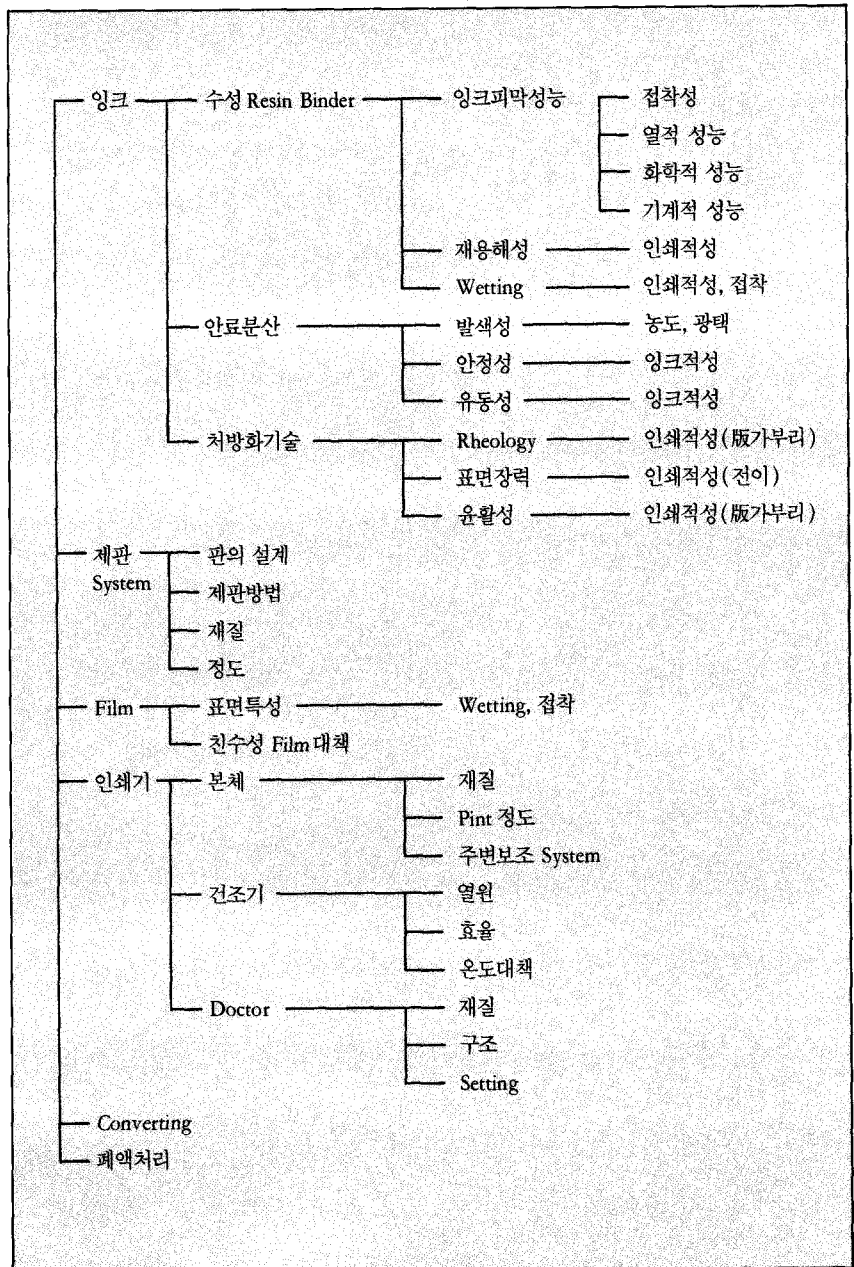 잉크 수성 Resin Binder 잉크피막성능 접착성
열적 성능
화학적 성능
기계적 성능
재용해성 인쇄적성
Wetting 인쇄적성, 접착
안료분산 발색성 농도, 광택
안정성 잉크적성
유동성 잉크적성
처방화기술 Rheology 인쇄적성(版가부리)
표면장력 인쇄적성(전이)
윤활성 인쇄적성(版가부리)
제판 판의 설계
System
제판방법
재질
정도
Film 표면특성 Wetting, 접착
친수성 Film대책
인쇄기 본체 재질
Pint 정도
주변보조 System
건조기 열원
효율
온도대책
Doctor 재질
구조
Setting
Converting
폐액처리